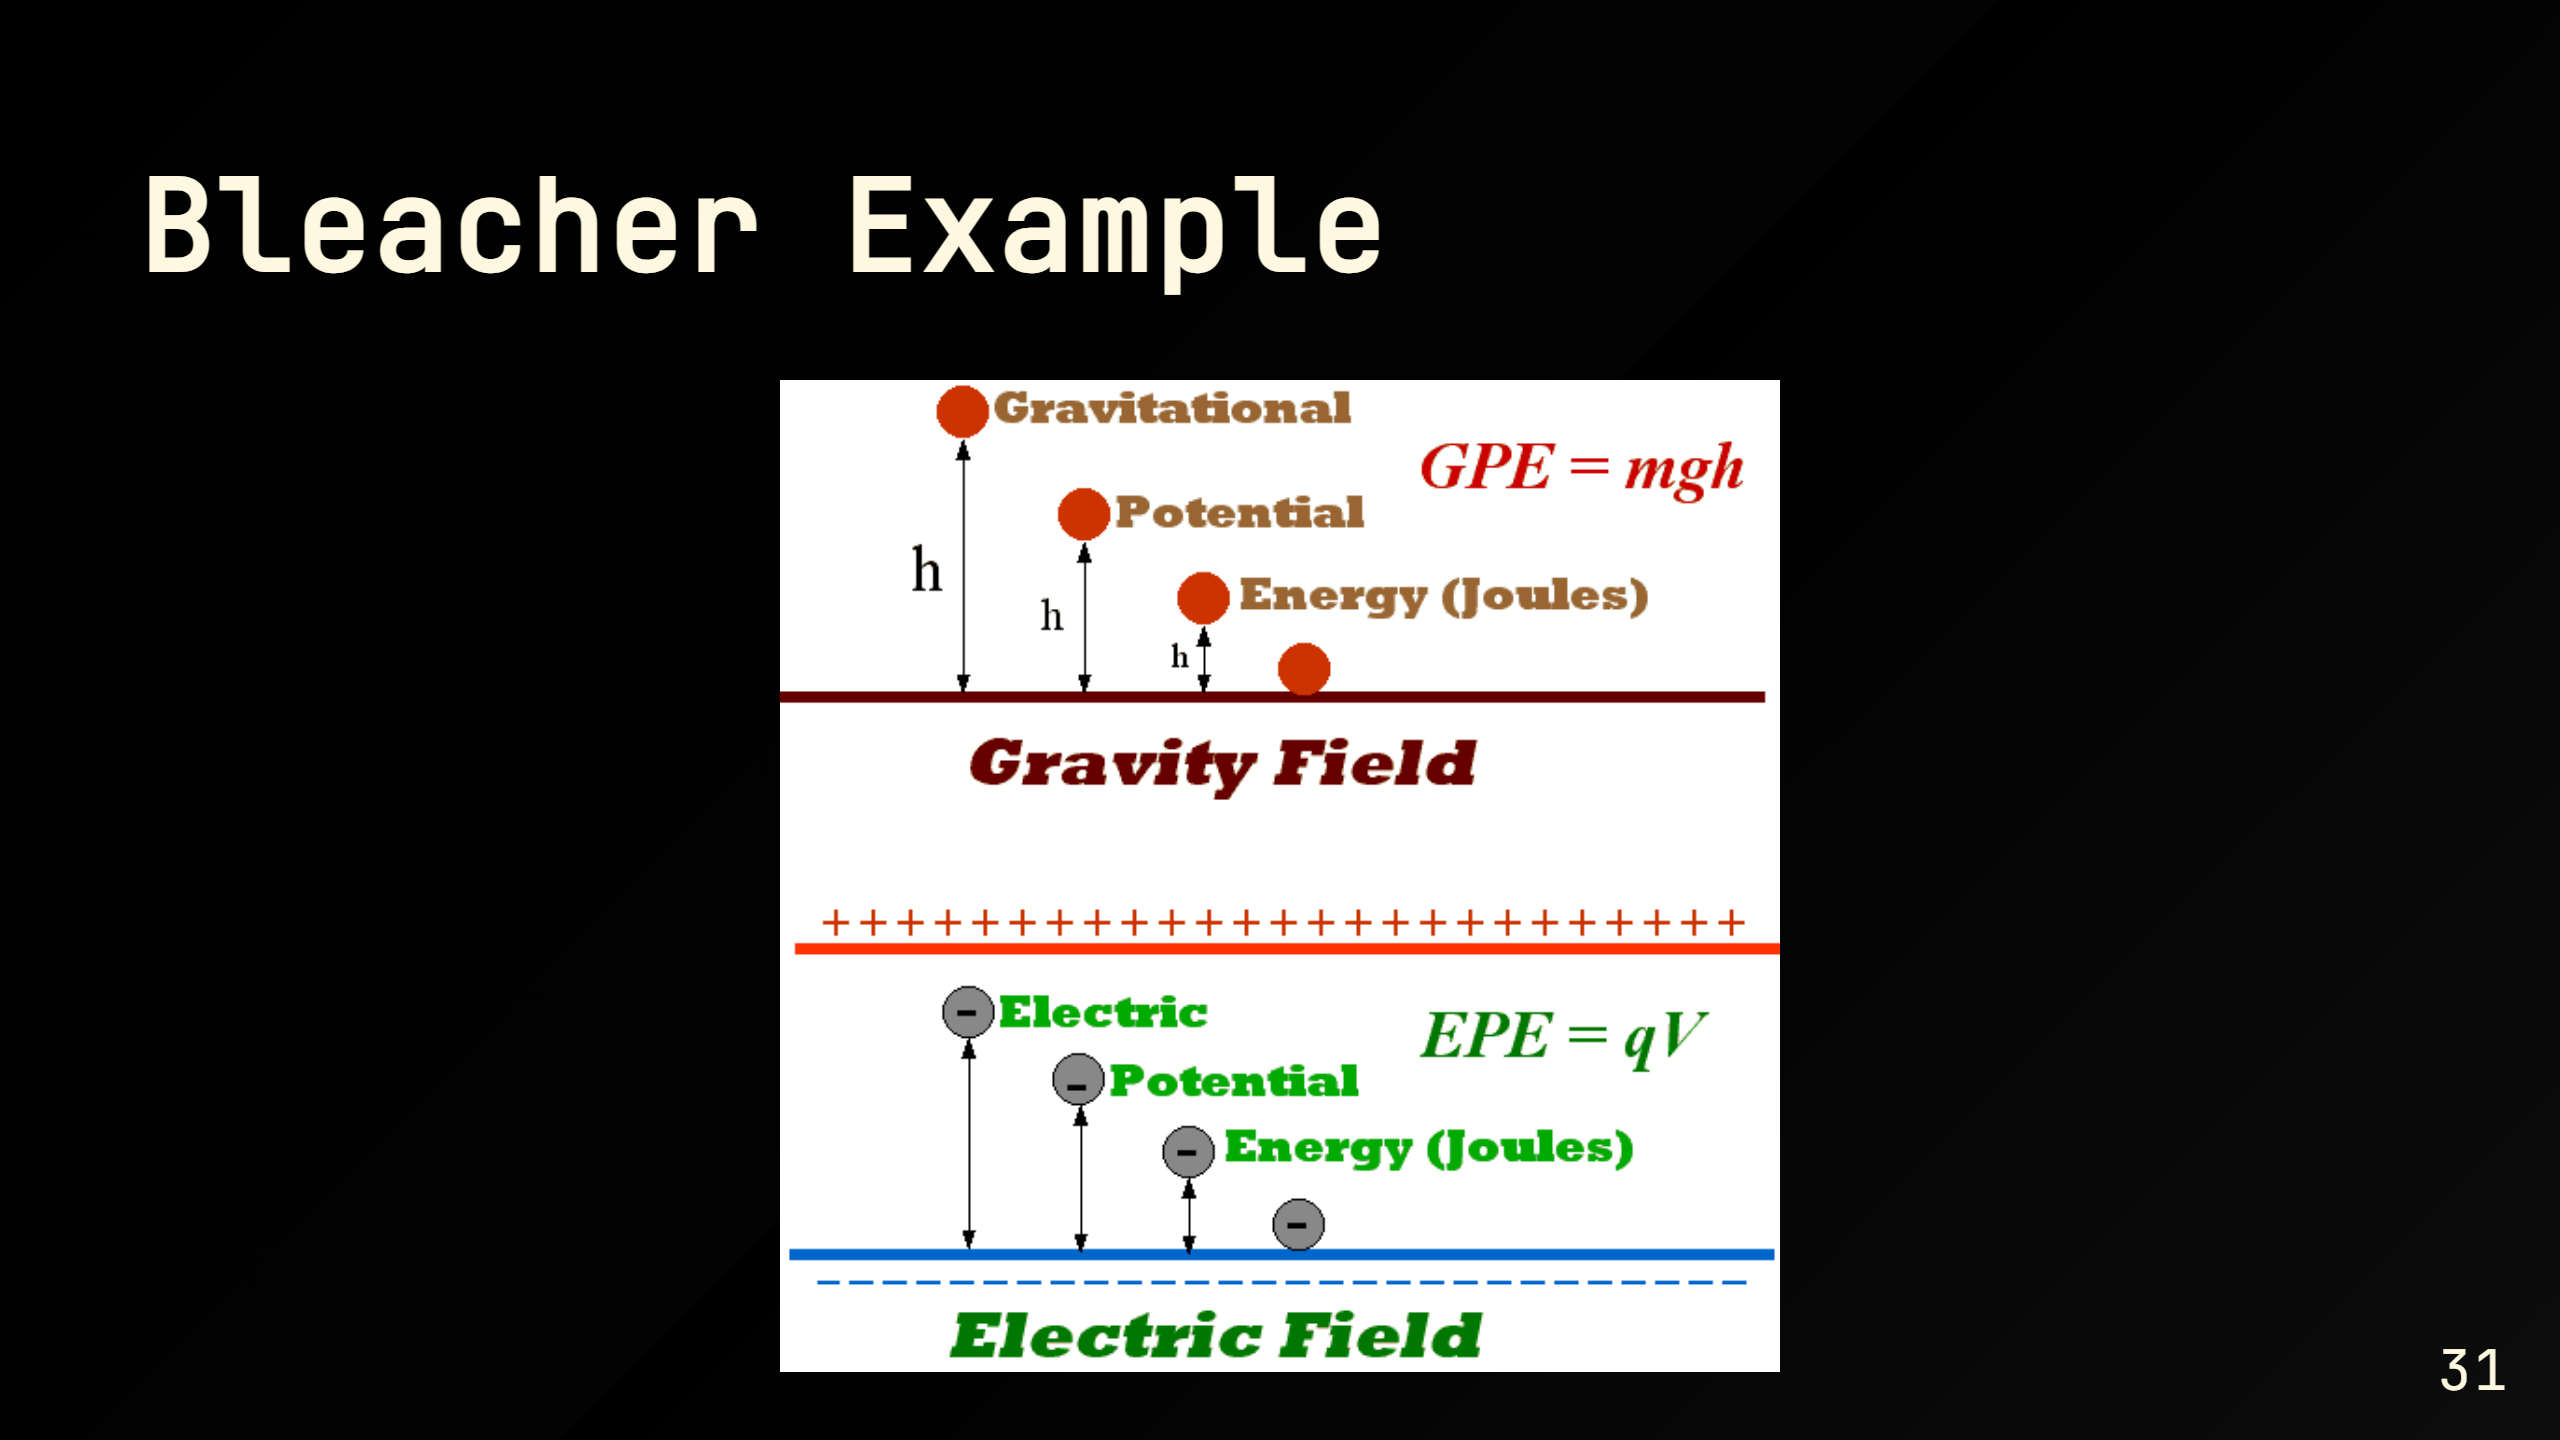 Bleacher Example
Gravitational
GPE = mgh
Potential
h
Energy (Joules)
h
h
Gravity Field
+ + + + + + + + + + + + + + + + + + + + + + + + +
- Electric
EPE = qV
- Potential
- Energy (Joules)
-
– – – – – – – – – – – – – – – – – – – – – – – – – – – –
Electric Field
31